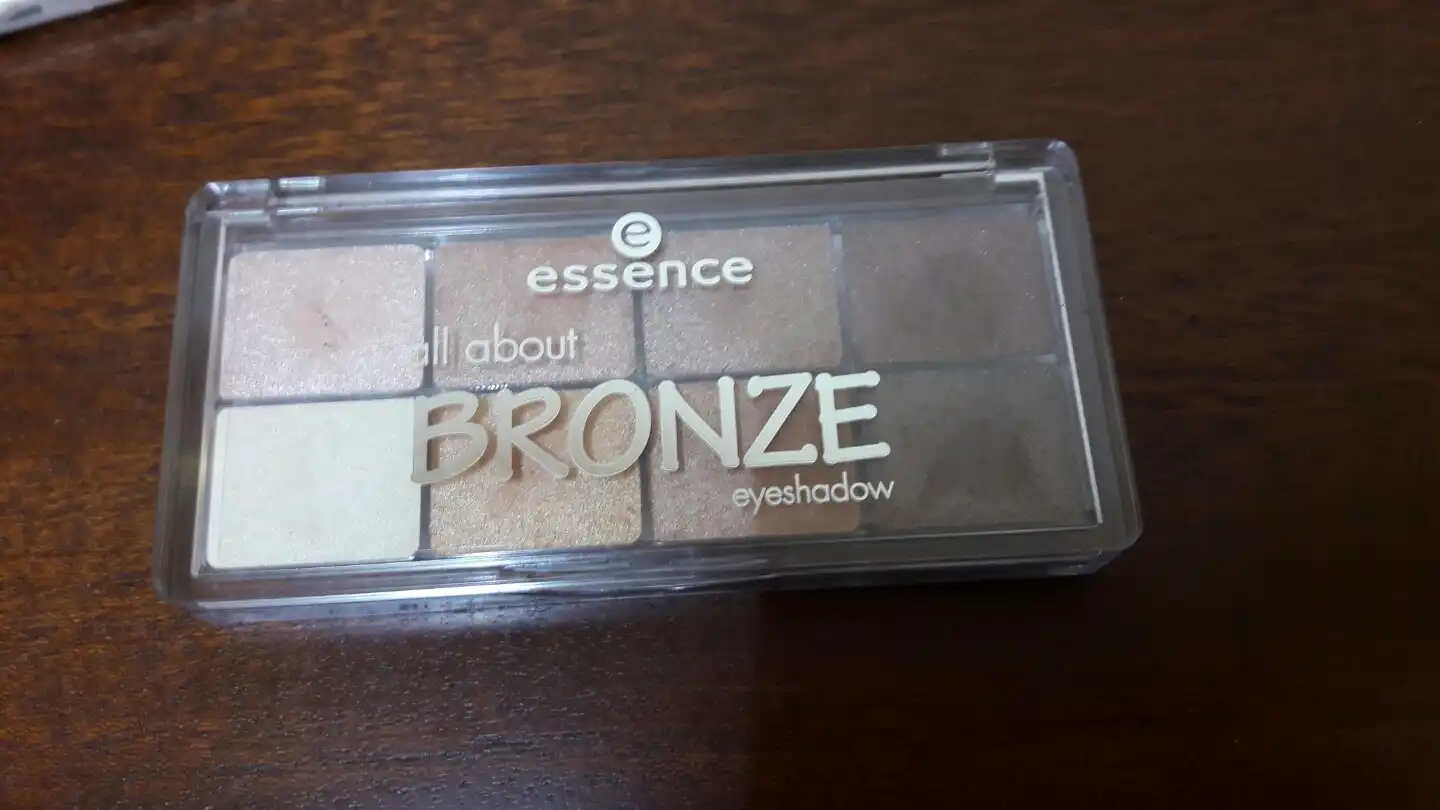 e
essence
all about
BRONZE
eyeshadow